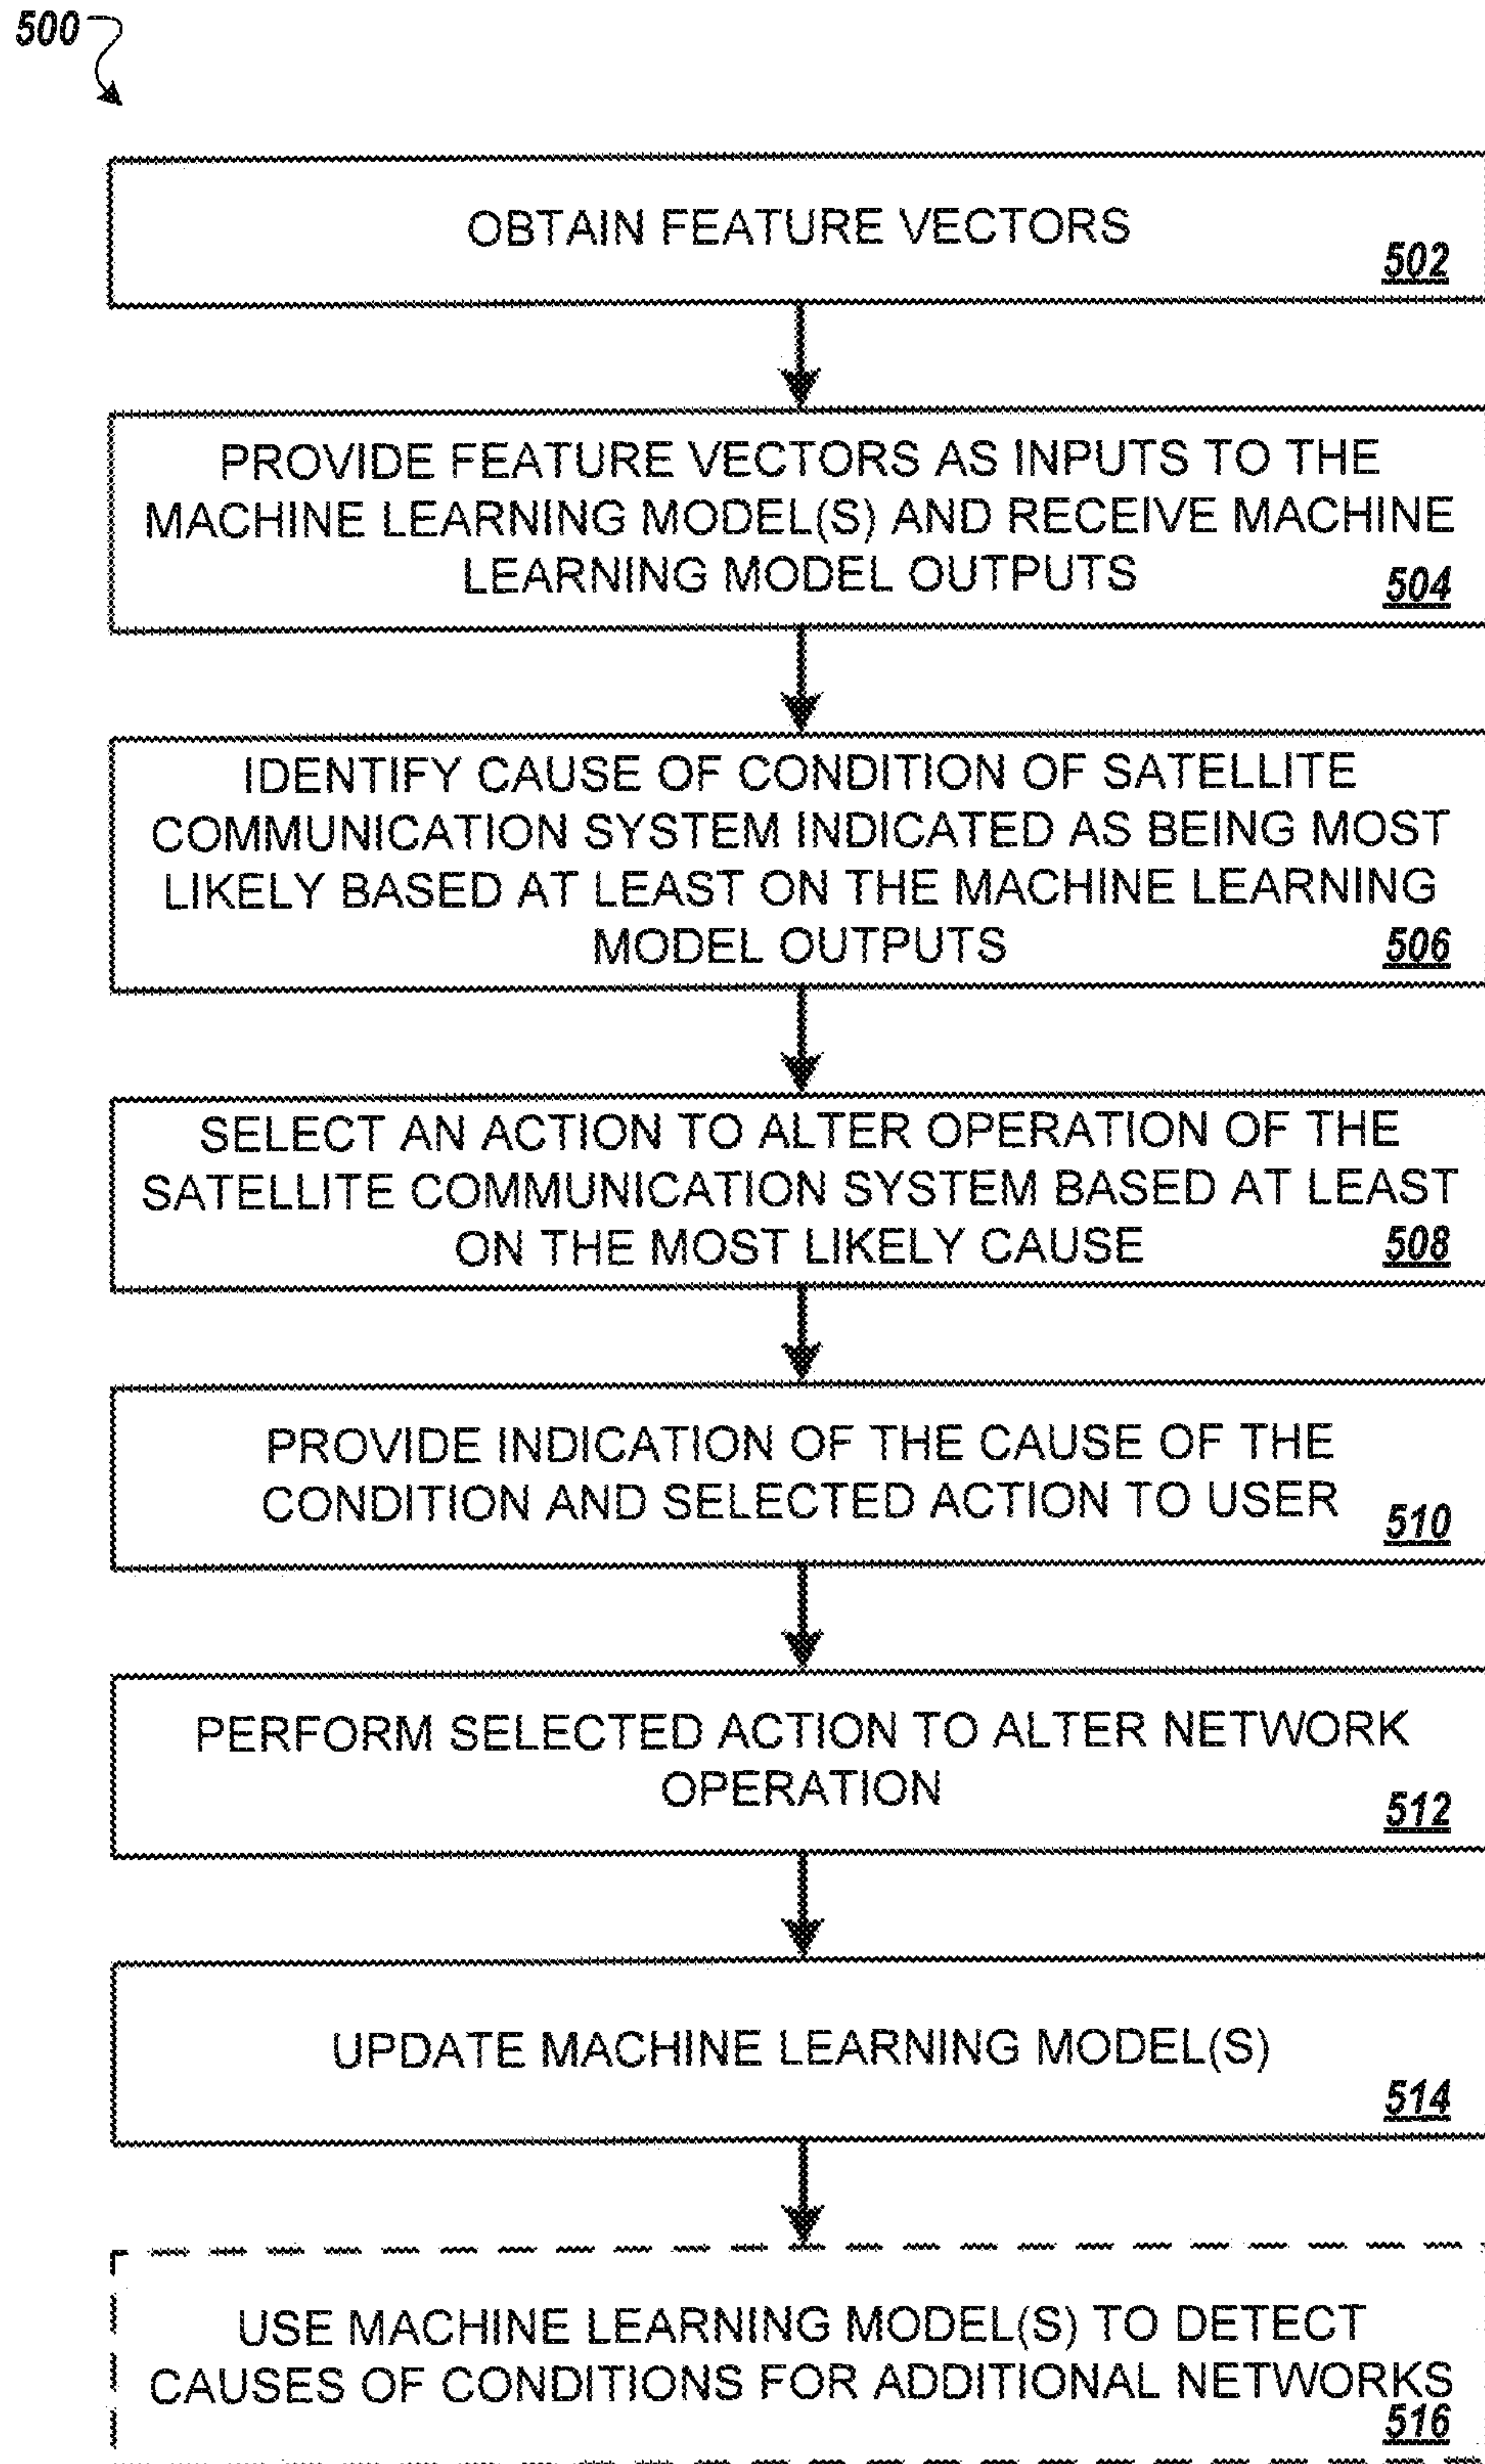 500
OBTAIN FEATURE VECTORS
502
PROVIDE FEATURE VECTORS AS INPUTS TO THE
MACHINE LEARNING MODEL(S) AND RECEIVE MACHINE
LEARNING MODEL OUTPUTS
504
IDENTIFY CAUSE OF CONDITION OF SATELLITE
COMMUNICATION SYSTEM INDICATED AS BEING MOST
LIKELY BASED AT LEAST ON THE MACHINE LEARNING
MODEL OUTPUTS
506
SELECT AN ACTION TO ALTER OPERATION OF THE
SATELLITE COMMUNICATION SYSTEM BASED AT LEAST
ON THE MOST LIKELY CAUSE
508
PROVIDE INDICATION OF THE CAUSE OF THE
CONDITION AND SELECTED ACTION TO USER
510
PERFORM SELECTED ACTION TO ALTER NETWORK
OPERATION
512
UPDATE MACHINE LEARNING MODEL(S)
514
USE MACHINE LEARNING MODEL(S) TO DETECT
CAUSES OF CONDITIONS FOR ADDITIONAL NETWORKS
516